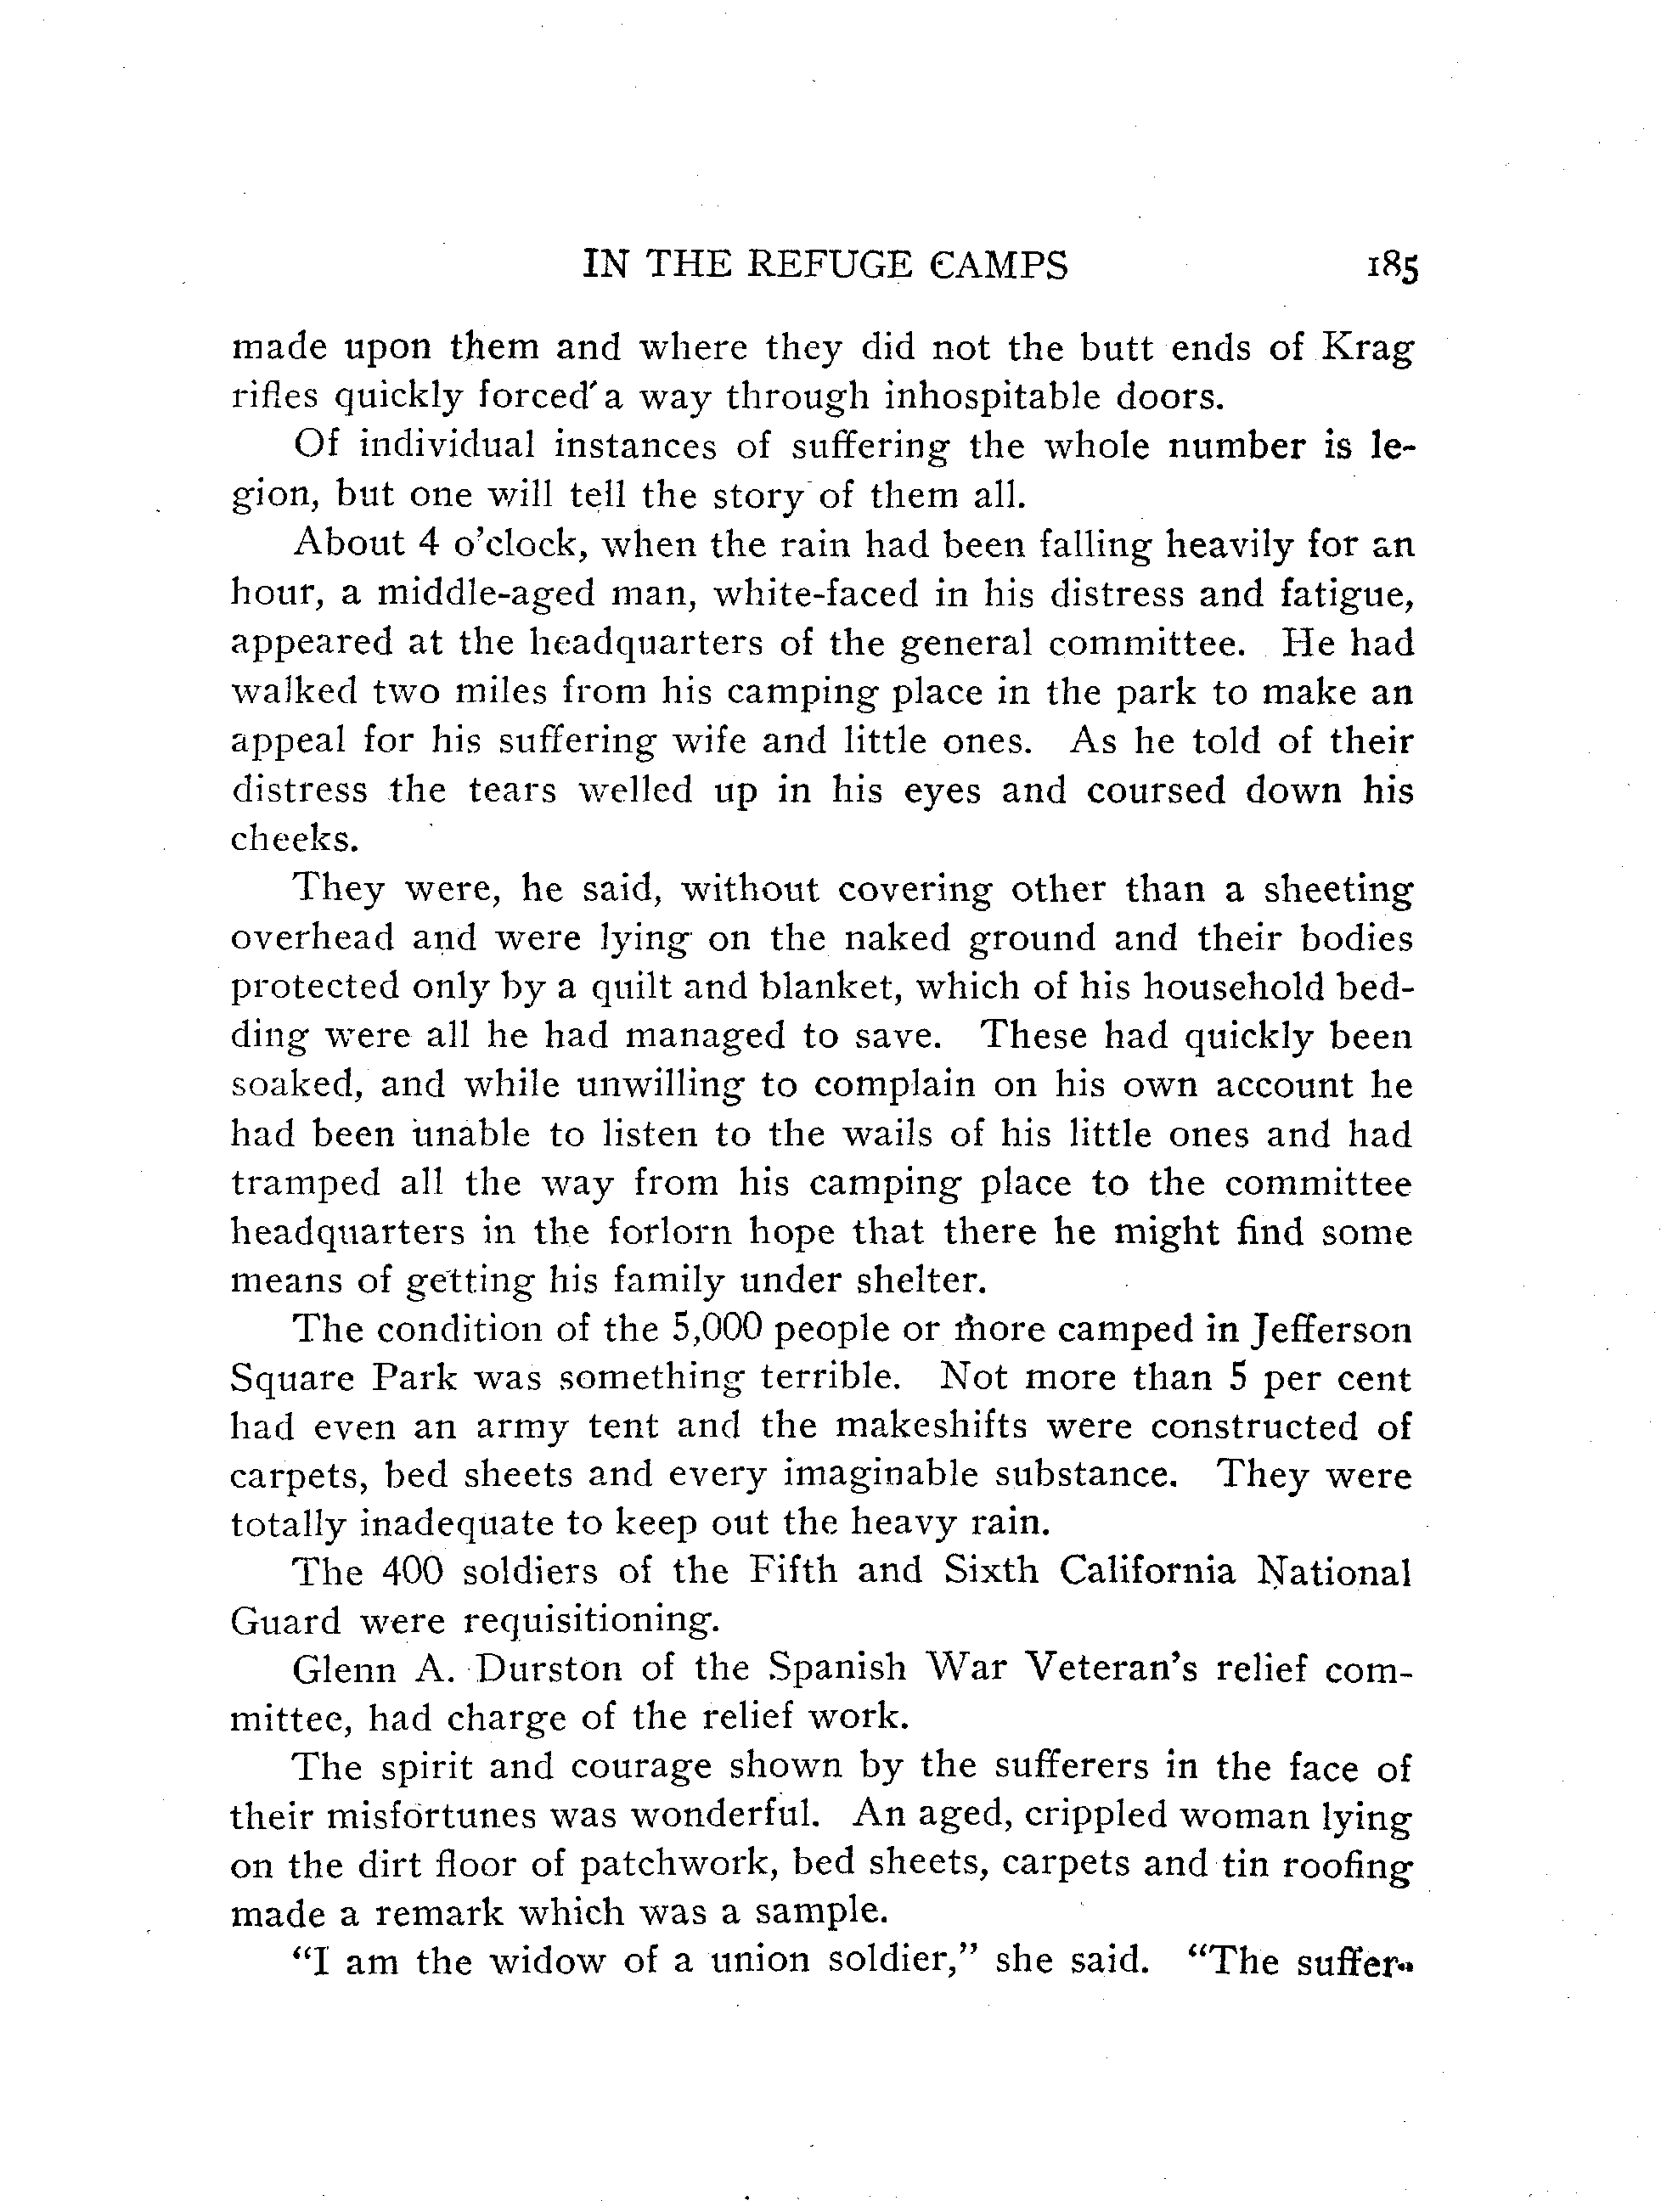 IN THE REFUGE CAMPS 185
made upon them and where they did not the butt ends of Krag
rifles quickly forced a way through inhospitable doors.
Of individual instances of suffering the whole number is le-
gion, but one will tell the story of them all.
About 4 o'clock, when the rain had been falling heavily for an
hour, a middle-aged man, white-faced in his distress and fatigue,
appeared at the headquarters of the general committee. He had
walked two miles from his camping place in the park to make an
appeal for his suffering wife and little ones. As he told of their
distress the tears welled up in his eyes and coursed down his
cheeks.
They were, he said, without covering other than a sheeting
overhead and were lying on the naked ground and their bodies
protected only by a quilt and blanket, which of his household bed-
ding were all he had managed to save. These had quickly been
soaked, and while unwilling to complain on his own account he
had been unable to listen to the wails of his little ones and had
tramped all the way from his camping place to the committee
headquarters in the forlorn hope that there he might find some
means of getting his family under shelter.
The condition of the 5,000 people or more camped in Jefferson
Square Park was something terrible. Not more than 5 per cent
had even an army tent and the makeshifts were constructed of
carpets, bed sheets and every imaginable substance. They were
totally inadequate to keep out the heavy rain.
The 400 soldiers of the Fifth and Sixth California National
Guard were requisitioning.
Glenn A. Durston of the Spanish War Veteran's relief com-
mittee, had charge of the relief work.
The spirit and courage shown by the sufferers in the face of
their misfortunes was wonderful. An aged, crippled woman lying
on the dirt floor of patchwork, bed sheets, carpets and tin roofing
made a remark which was a sample.
"I am the widow of a union soldier," she said. "The suffer-